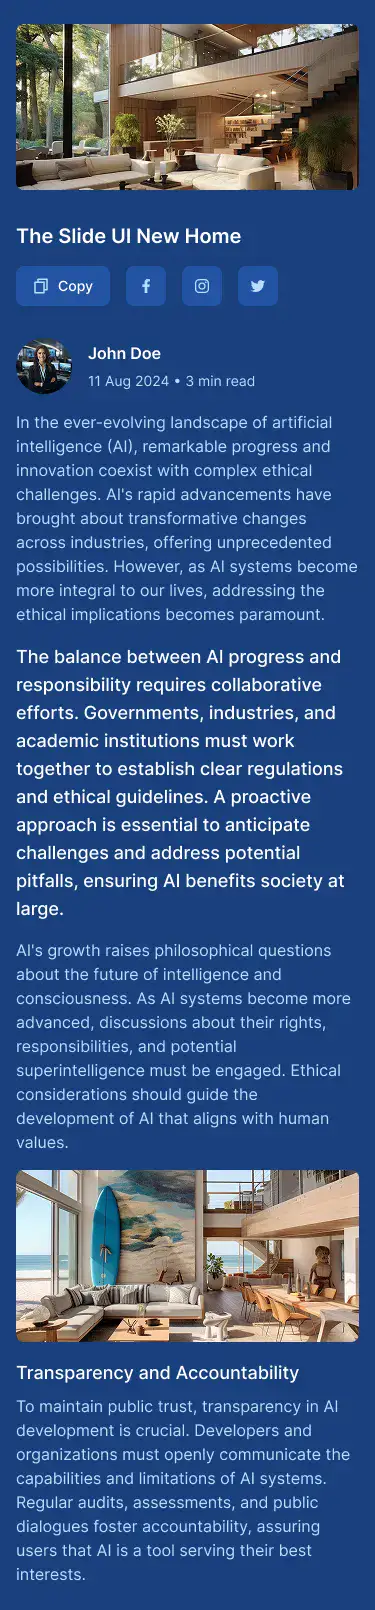 The Slide UI New Home
Copy
John Doe
11 Aug 2024 • 3 min read
In the ever-evolving landscape of artificial
intelligence (AI), remarkable progress and
innovation coexist with complex ethical
challenges. AI's rapid advancements have
brought about transformative changes
across industries, offering unprecedented
possibilities. However, as AI systems become
more integral to our lives, addressing the
ethical implications becomes paramount.
The balance between AI progress and
responsibility requires collaborative
efforts. Governments, industries, and
academic institutions must work
together to establish clear regulations
and ethical guidelines. A proactive
approach is essential to anticipate
challenges and address potential
pitfalls, ensuring AI benefits society at
large.
AI's growth raises philosophical questions
about the future of intelligence and
consciousness. As AI systems become more
advanced, discussions about their rights,
responsibilities, and potential
superintelligence must be engaged. Ethical
considerations should guide the
development of AI that aligns with human
values.
Transparency and Accountability
To maintain public trust, transparency in AI
development is crucial. Developers and
organizations must openly communicate the
capabilities and limitations of AI systems.
Regular audits, assessments, and public
dialogues foster accountability, assuring
users that AI is a tool serving their best
interests.